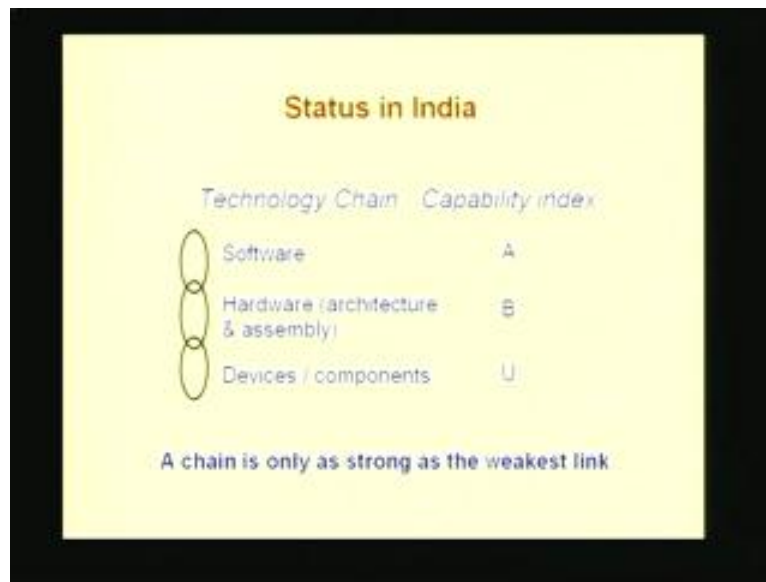 Status in India
Technology Chain Capability index
Software A
Hardware (architecture B
& assembly)
Devices / components U
A chain is only as strong as the weakest link